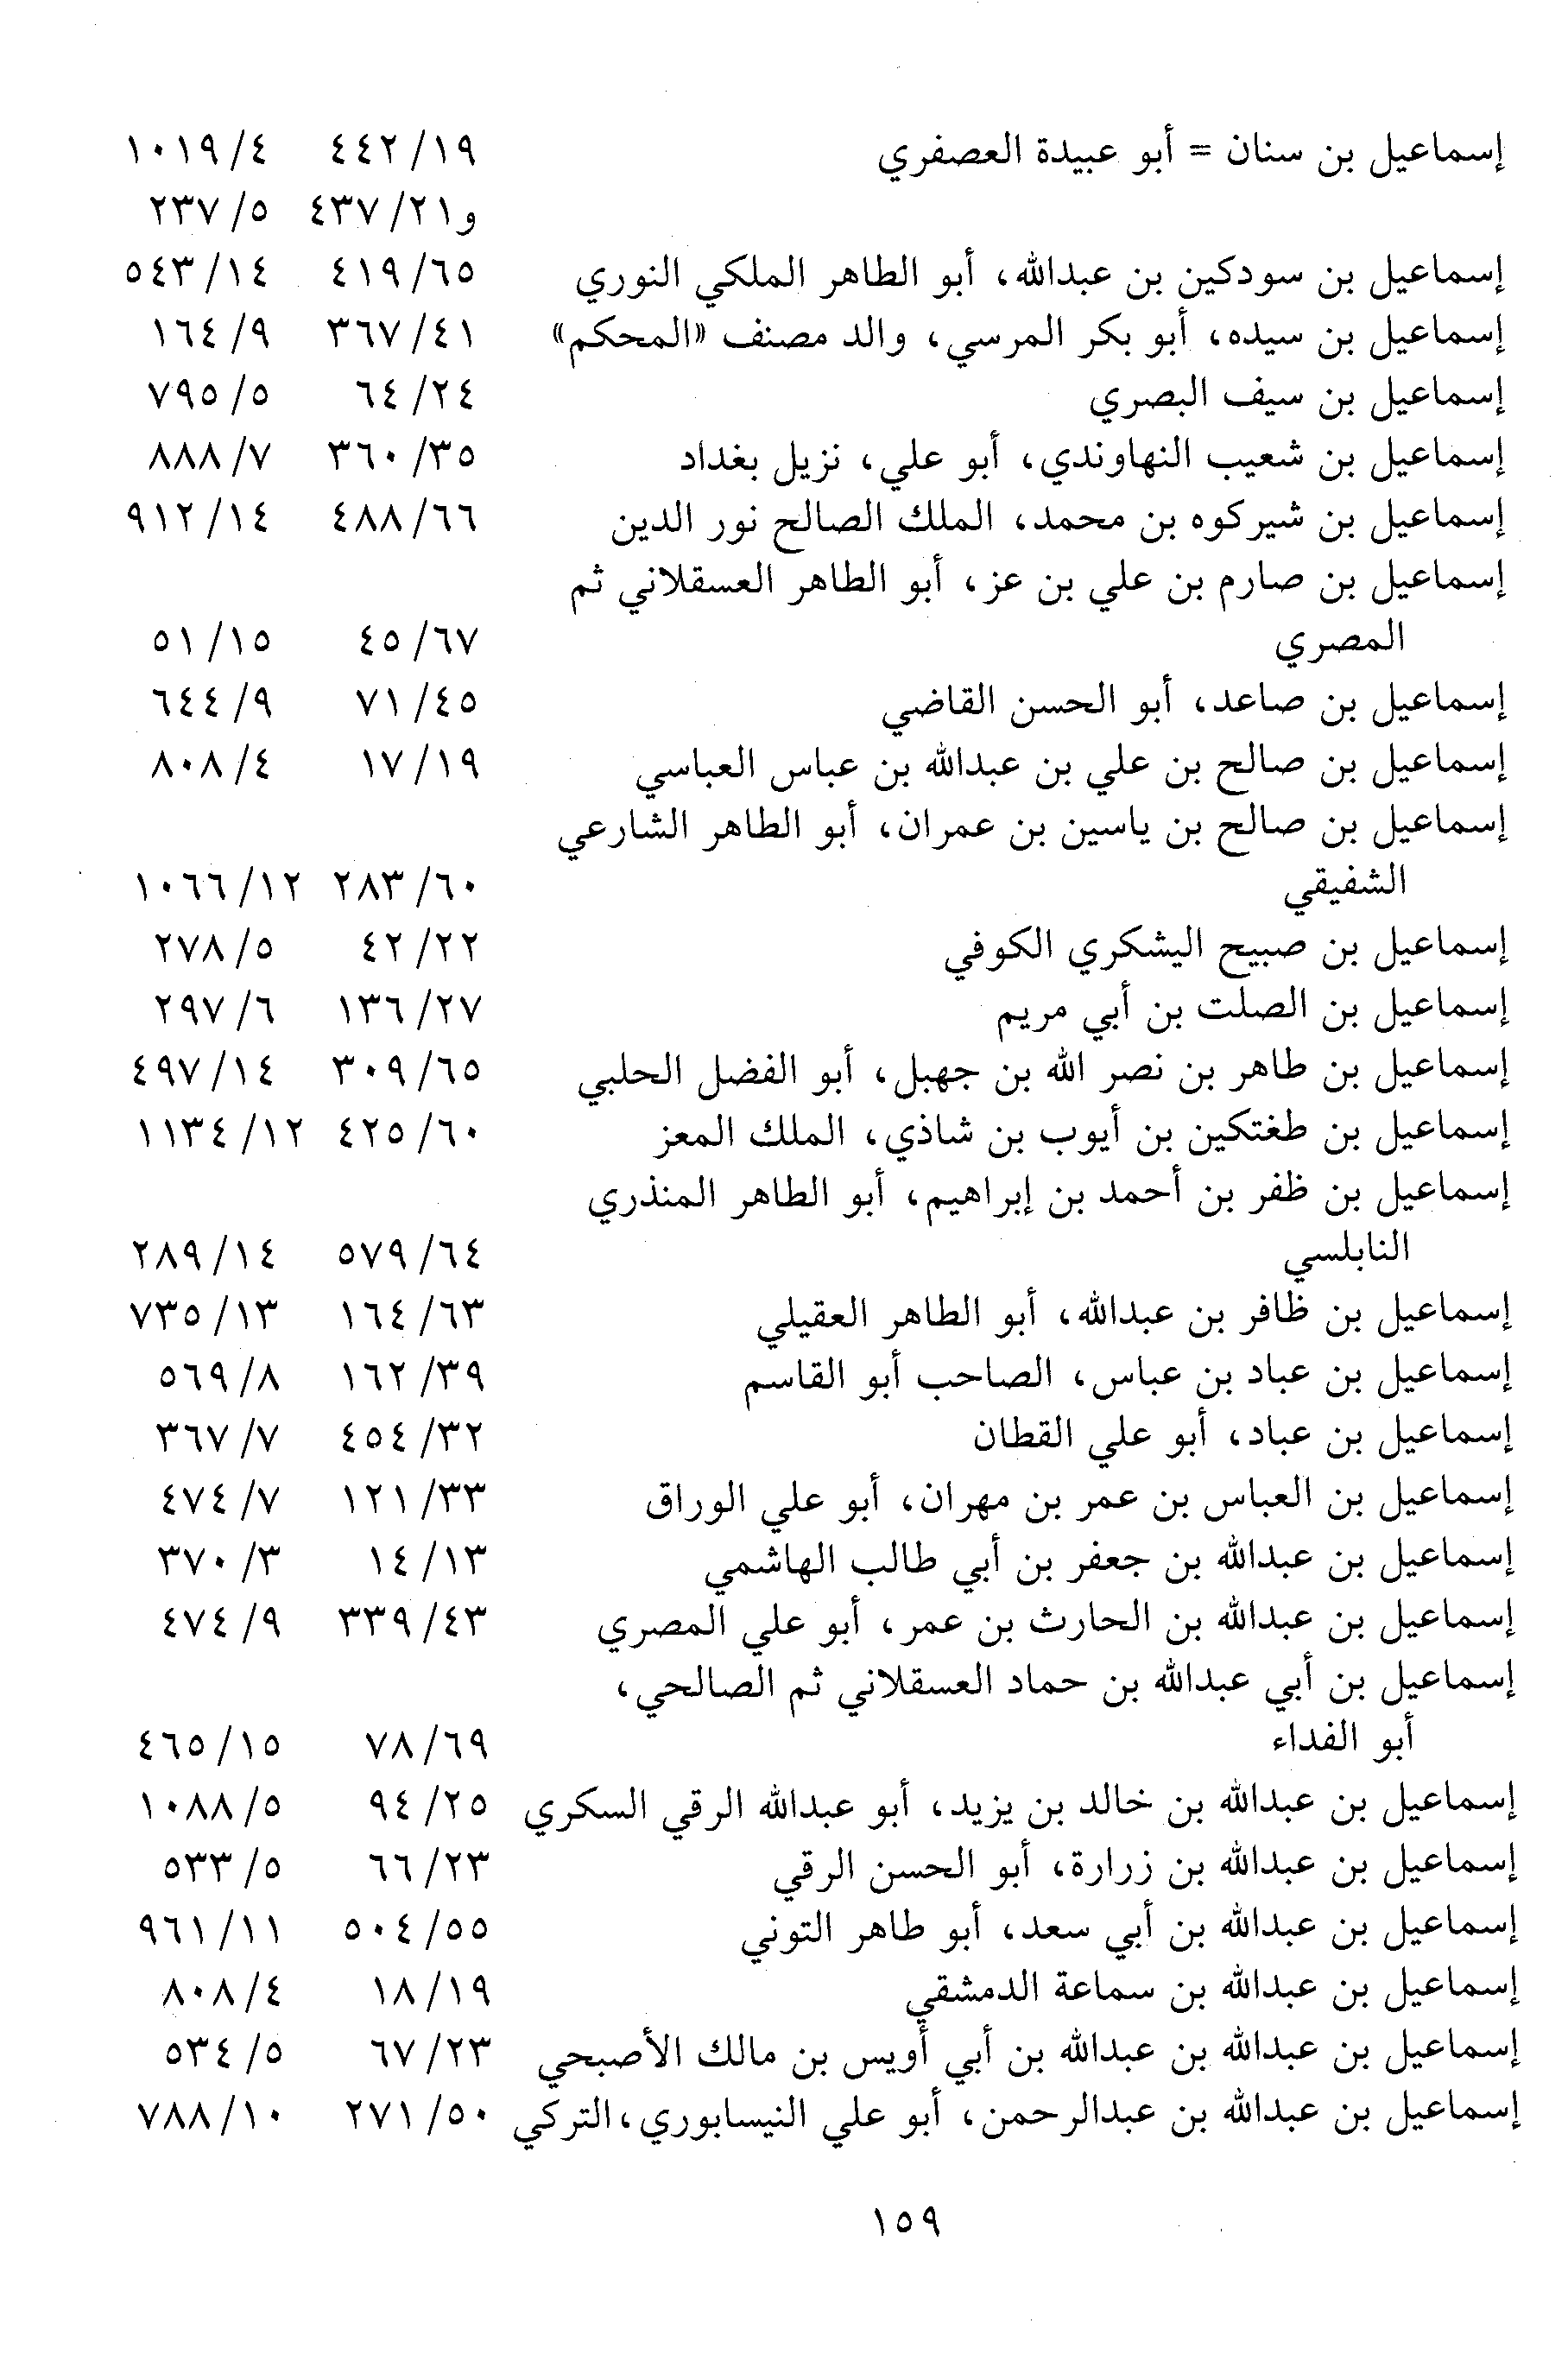 إسماعيل بن سنان = أبو عبيدة العصفري ١٩/ ٤٤٢ ٤/ ١٠١٩
و٢١/ ٤٣٧ ٥/ ٢٣٧
إسماعيل بن سودكين بن عبدالله، أبو الطاهر الملكي النوري ٦٥/ ٤١٩ ١٤/ ٥٤٣
إسماعيل بن سيده، أبو بكر المرسي، والد مصنف «المحكم» ٤١/ ٣٦٧ ٩/ ١٦٤
إسماعيل بن سيف البصري ٢٤/ ٦٤ ٥/ ٧٩٥
إسماعيل بن شعيب النهاوندي، أبو علي، نزيل بغداد ٣٥/ ٣٦٠ ٧/ ٨٨٨
إسماعيل بن شيركوه بن محمد، الملك الصالح نور الدين ٦٦/ ٤٨٨ ١٤/ ٩١٢
إسماعيل بن صارم بن علي بن عز، أبو الطاهر العسقلاني ثم
المصري ٦٧/ ٤٥ ١٥/ ٥١
إسماعيل بن صاعد، أبو الحسن القاضي ٤٥/ ٧١ ٩/ ٦٤٤
إسماعيل بن صالح بن علي بن عبدالله بن عباس العباسي ١٩/ ١٧ ٤/ ٨٠٨
إسماعيل بن صالح بن ياسين بن عمران، أبو الطاهر الشارعي
الشفيقي ٦٠/ ٢٨٣ ١٢/ ١٠٦٦
إسماعيل بن صبيح اليشكري الكوفي ٢٢/ ٤٢ ٥/ ٢٧٨
إسماعيل بن الصلت بن أبي مريم ٢٧/ ١٣٦ ٦/ ٢٩٧
إسماعيل بن طاهر بن نصر الله بن جهبل، أبو الفضل الحلبي ٦٥/ ٣٠٩ ١٤/ ٤٩٧
إسماعيل بن طغتكين بن أيوب بن شاذي، الملك المعز ٦٠/ ٤٢٥ ١٢/ ١١٣٤
إسماعيل بن ظفر بن أحمد بن إبراهيم، أبو الطاهر المنذري
النابلسي ٦٤/ ٥٧٩ ١٤/ ٢٨٩
إسماعيل بن ظافر بن عبدالله، أبو الطاهر العقيلي ٦٣/ ١٦٤ ١٣/ ٧٣٥
إسماعيل بن عباد بن عباس، الصاحب أبو القاسم ٣٩/ ١٦٢ ٨/ ٥٦٩
إسماعيل بن عباد، أبو علي القطان ٣٢/ ٤٥٤ ٧/ ٣٦٧
إسماعيل بن العباس بن عمر بن مهران، أبو علي الوراق ٣٣/ ١٢١ ٧/ ٤٧٤
إسماعيل بن عبدالله بن جعفر بن أبي طالب الهاشمي ١٣/ ١٤ ٣/ ٣٧٠
إسماعيل بن عبدالله بن الحارث بن عمر، أبو علي المصري ٤٣/ ٣٣٩ ٩/ ٤٧٤
إسماعيل بن أبي عبدالله بن حماد العسقلاني ثم الصالحي،
أبو الفداء ٦٩/ ٧٨ ١٥/ ٤٦٥
إسماعيل بن عبدالله بن خالد بن يزيد، أبو عبدالله الرقي السكري ٢٥/ ٩٤ ٥/ ١٠٨٨
إسماعيل بن عبدالله بن زرارة، أبو الحسن الرقي ٢٣/ ٦٦ ٥/ ٥٣٣
إسماعيل بن عبدالله بن أبي سعد، أبو طاهر التوني ٥٥/ ٥٠٤ ١١/ ٩٦١
إسماعيل بن عبدالله بن سماعة الدمشقي ١٩/ ١٨ ٤/ ٨٠٨
إسماعيل بن عبدالله بن عبدالله بن أبي أويس بن مالك الأصبحي ٢٣/ ٦٧ ٥/ ٥٣٤
إسماعيل بن عبدالله بن عبدالرحمن، أبو علي النيسابوري، التركي ٥٠/ ٢٧١ ١٠/ ٧٨٨
١٥٩